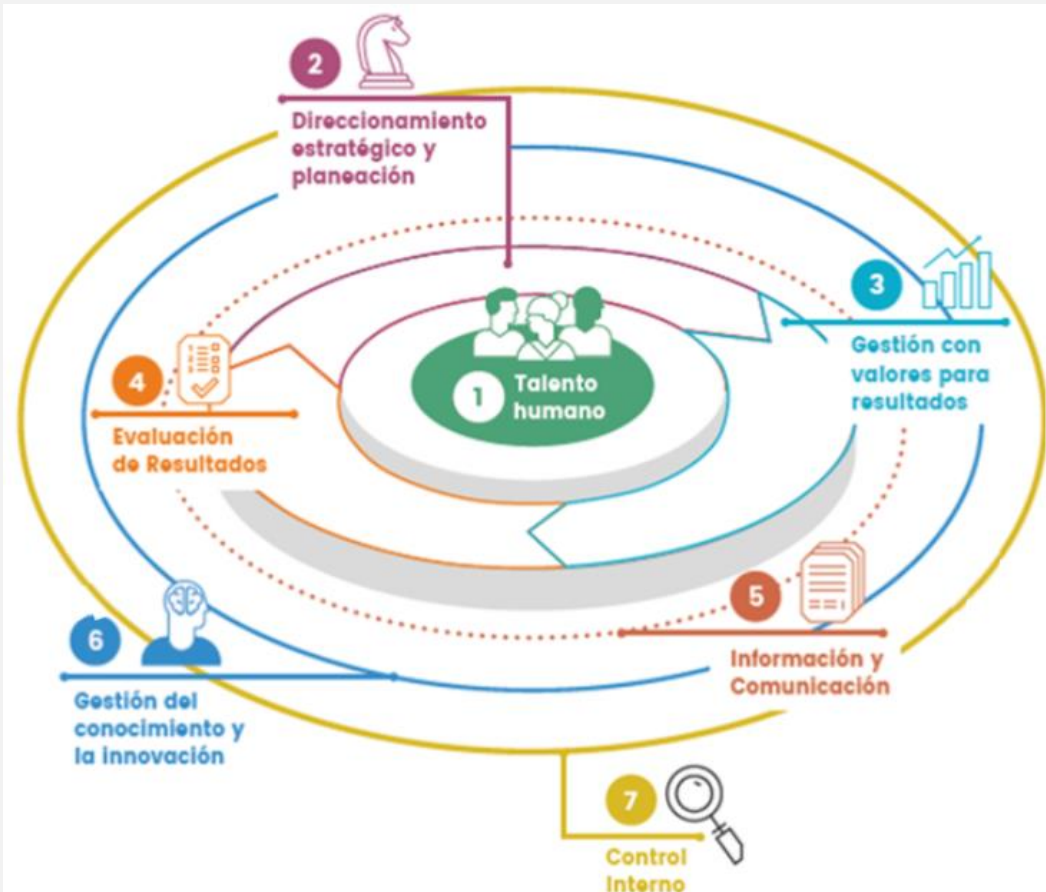 2
Direccionamiento
estratégico y
planeación
3
Gestión con
valores para
resultados
1
Talento
humano
4
Evaluación
de Resultados
5
Información y
Comunicación
6
Gestión del
conocimiento y
la innovación
7
Control
Interno